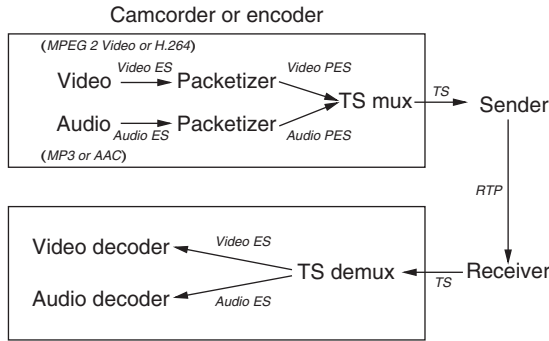 Camcorder or encoder
(MPEG 2 Video or H.264)
Video Video ES Packetizer Video PES
TS mux TS Sender
Audio Audio ES Packetizer Audio PES
(MP3 or AAC)
RTP
Video decoder Video ES
TS demux TS Receiver
Audio decoder Audio ES